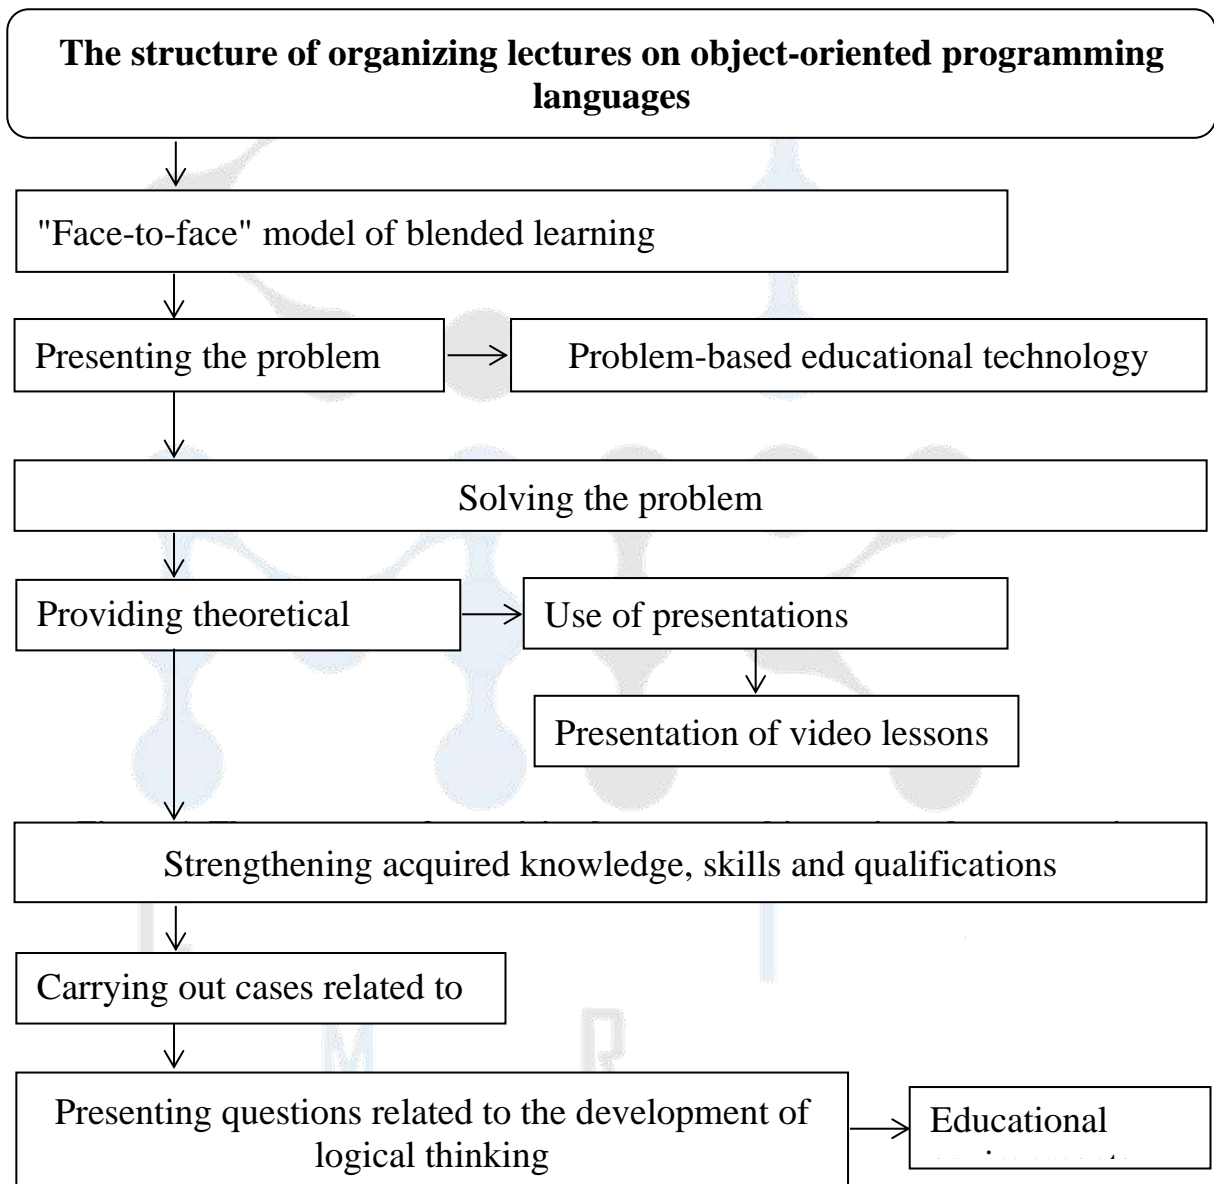 The structure of organizing lectures on object-oriented programming
languages
"Face-to-face" model of blended learning
Presenting the problem
Problem-based educational technology
Solving the problem
Providing theoretical
Use of presentations
Presentation of video lessons
Strengthening acquired knowledge, skills and qualifications
Carrying out cases related to
Presenting questions related to the development of
logical thinking
Educational
M
R
I